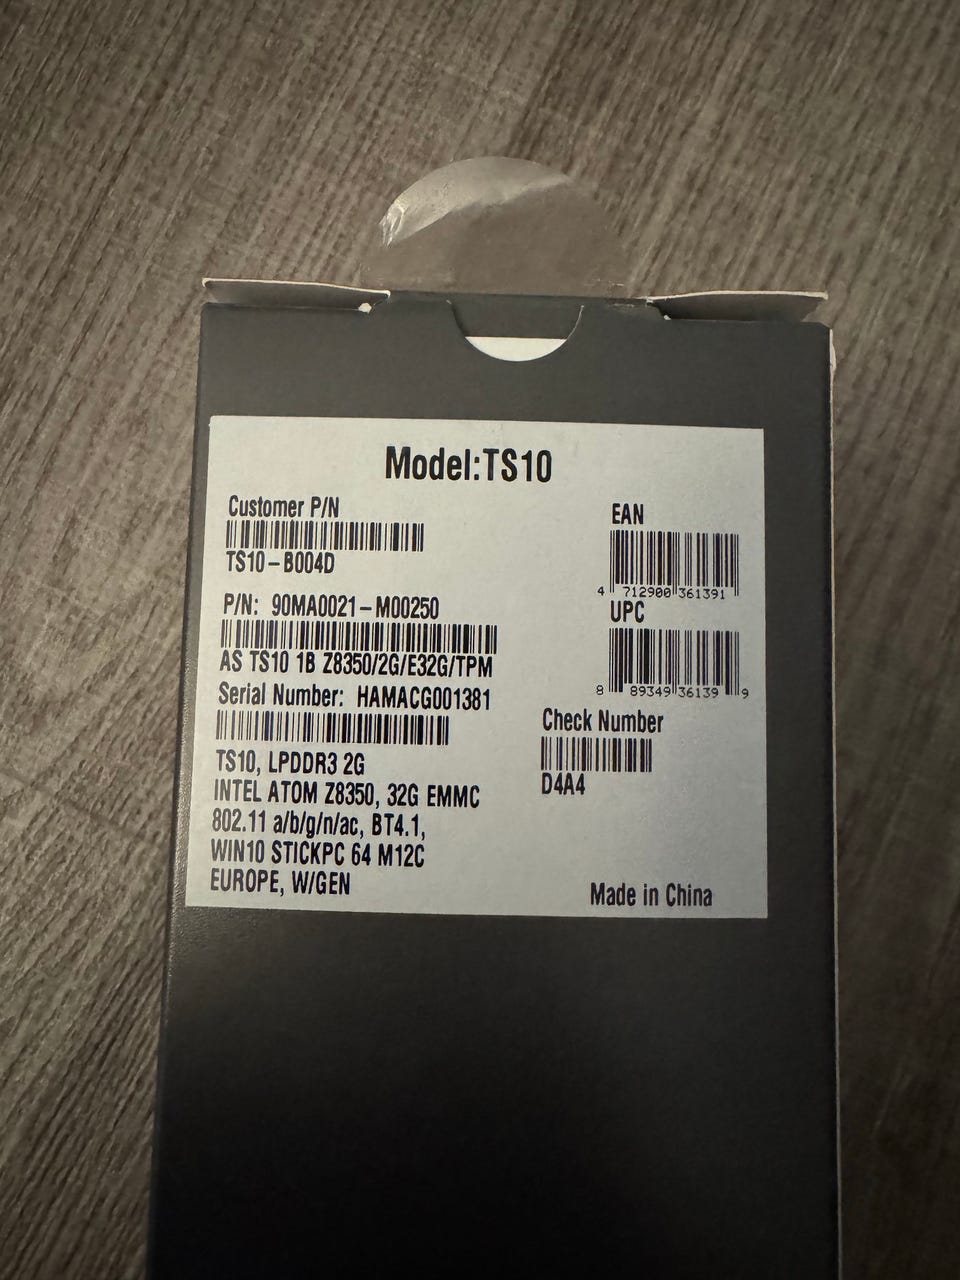 Model:TS10
Customer P/N
TS10-B004D
P/N: 90MA0021-M00250
AS TS10 1B Z8350/2G/E32G/TPM
Serial Number: HAMACG001381
TS10, LPDDR3 2G
INTEL ATOM Z8350, 32G EMMC
802.11 a/b/g/n/ac, BT4.1,
WIN10 STICKPC 64 M12C
EUROPE, W/GEN
EAN
4 712900 361391
UPC
8 89349 36139 9
Check Number
D4A4
Made in China